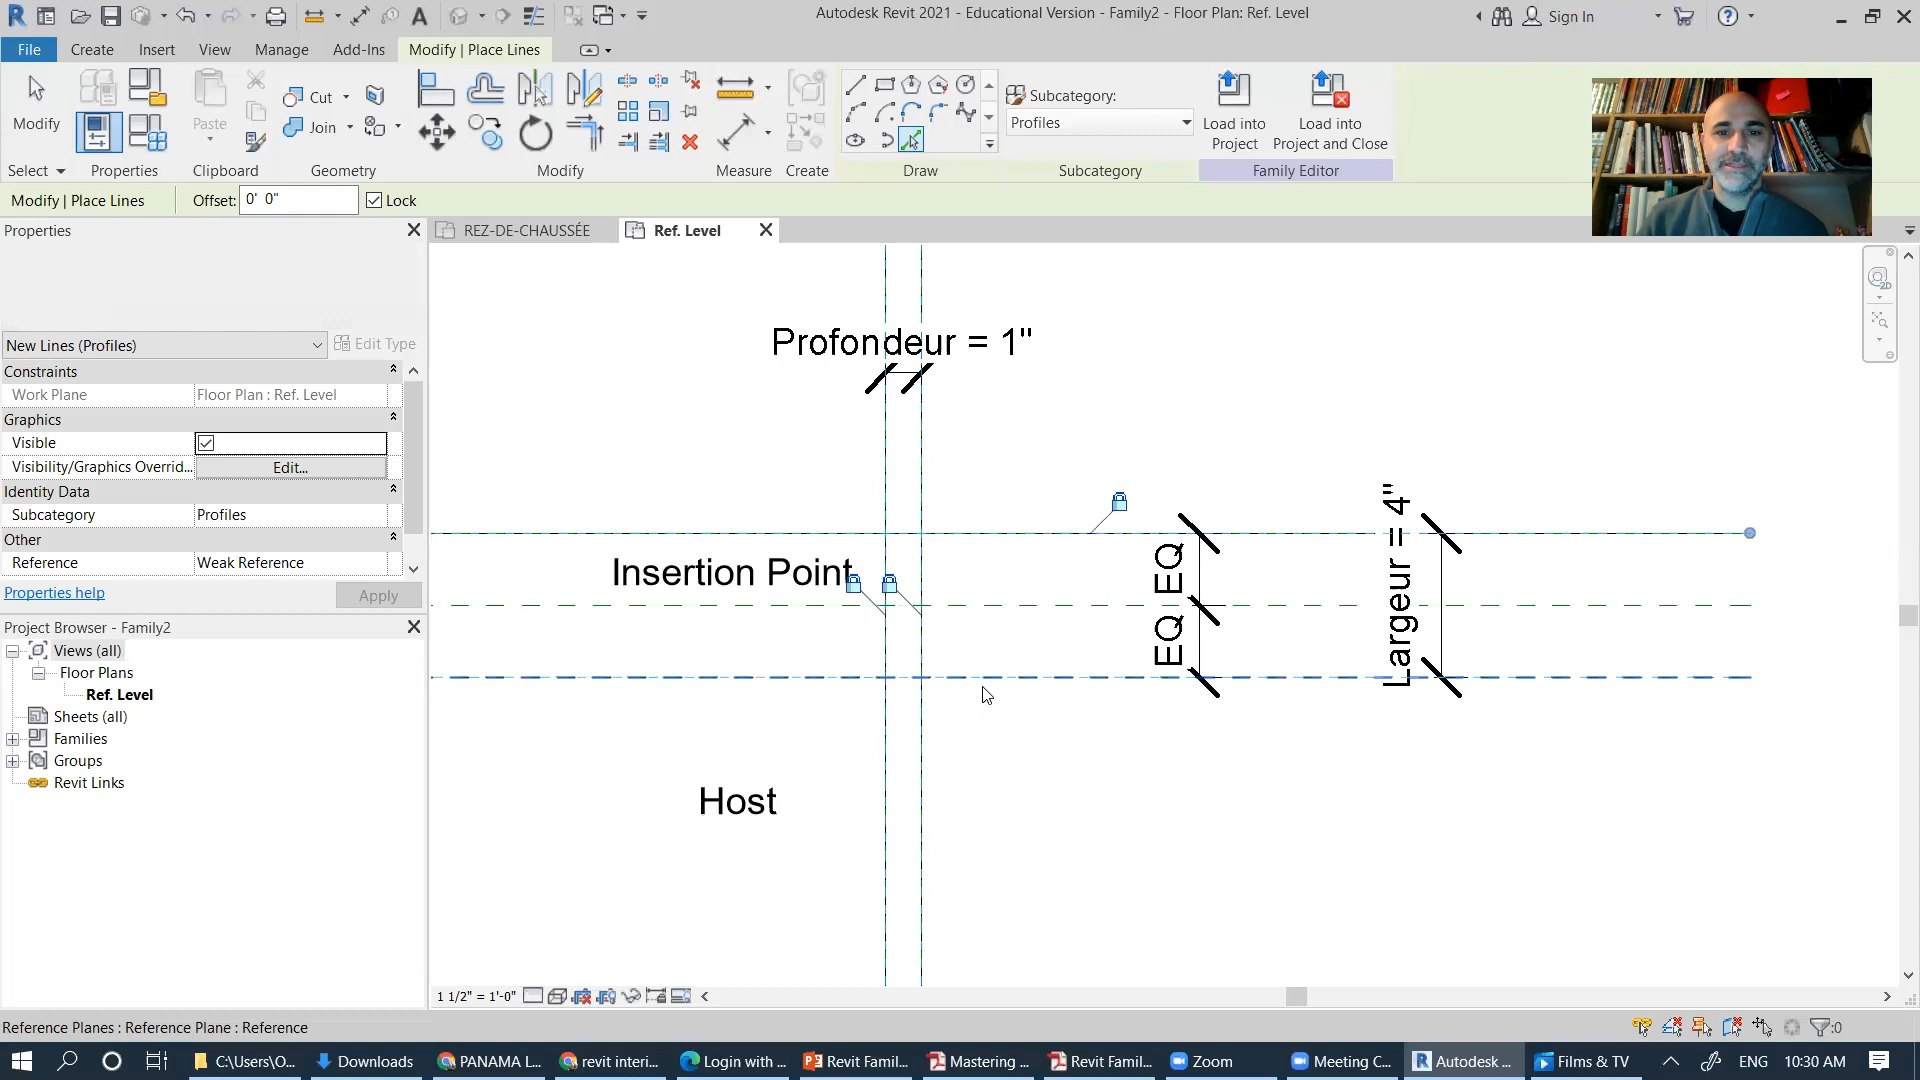 Autodesk Revit 2021 - Educational Version - Family2 - Floor Plan: Ref. Level
Sign In
File
Create
Insert
View
Manage
Add-Ins
Modify | Place Lines
Modify
Paste
Cut
Join
Subcategory:
Profiles
Load into
Project
Load into
Project and Close
Select
Properties
Clipboard
Geometry
Modify
Measure
Create
Draw
Subcategory
Family Editor
Modify | Place Lines
Offset:
0' 0"
Lock
Properties
REZ-DE-CHAUSSÉE
Ref. Level
New Lines (Profiles)
Edit Type
Constraints
Work Plane
Floor Plan : Ref. Level
Graphics
Visible
Visibility/Graphics Overrid...
Edit...
Identity Data
Subcategory
Profiles
Other
Reference
Weak Reference
Properties help
Apply
Project Browser - Family2
Views (all)
Floor Plans
Ref. Level
Sheets (all)
Families
Groups
Revit Links
Profondeur = 1"
Insertion Point
EQ EQ
Largeur = 4"
Host
2D
1 1/2" = 1'-0"
Reference Planes : Reference Plane : Reference
:0
C:\Users\O...
Downloads
PANAMA L...
revit interi...
Login with ...
Revit Famil...
Mastering ...
Revit Famil...
Zoom
Meeting C...
Autodesk ...
Films & TV
ENG
10:30 AM